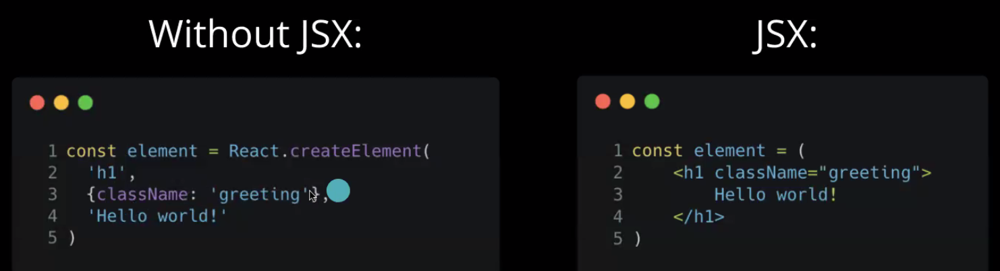 Without JSX:
1 const element = React.createElement(
2 'h1',
3 {className: 'greeting'},
4 'Hello world!'
5 )
JSX:
1 const element = (
2 <h1 className="greeting">
3 Hello world!
4 </h1>
5 )